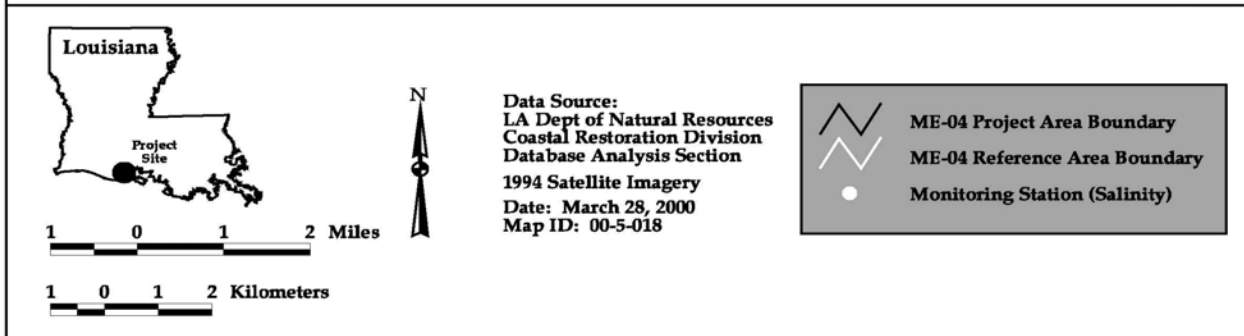 Louisiana
Project
Site
1 0 1 2 Miles
1 0 1 2 Kilometers
N
Data Source:
LA Dept of Natural Resources
Coastal Restoration Division
Database Analysis Section
1994 Satellite Imagery
Date: March 28, 2000
Map ID: 00-5-018
ME-04 Project Area Boundary
ME-04 Reference Area Boundary
Monitoring Station (Salinity)